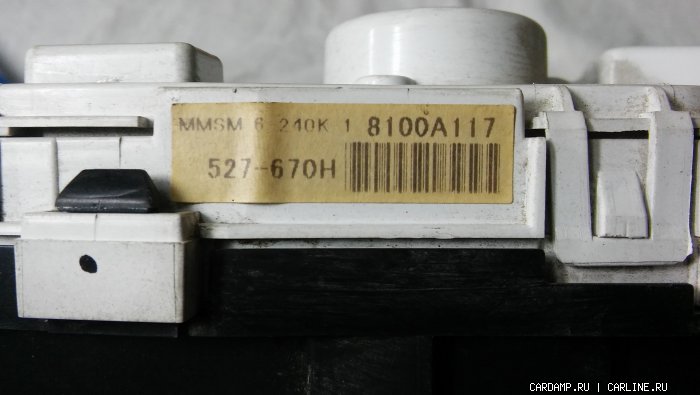 MMSM 6 240K 1 8100A117
527-670H
CARDAMP.RU | CARLINE.RU